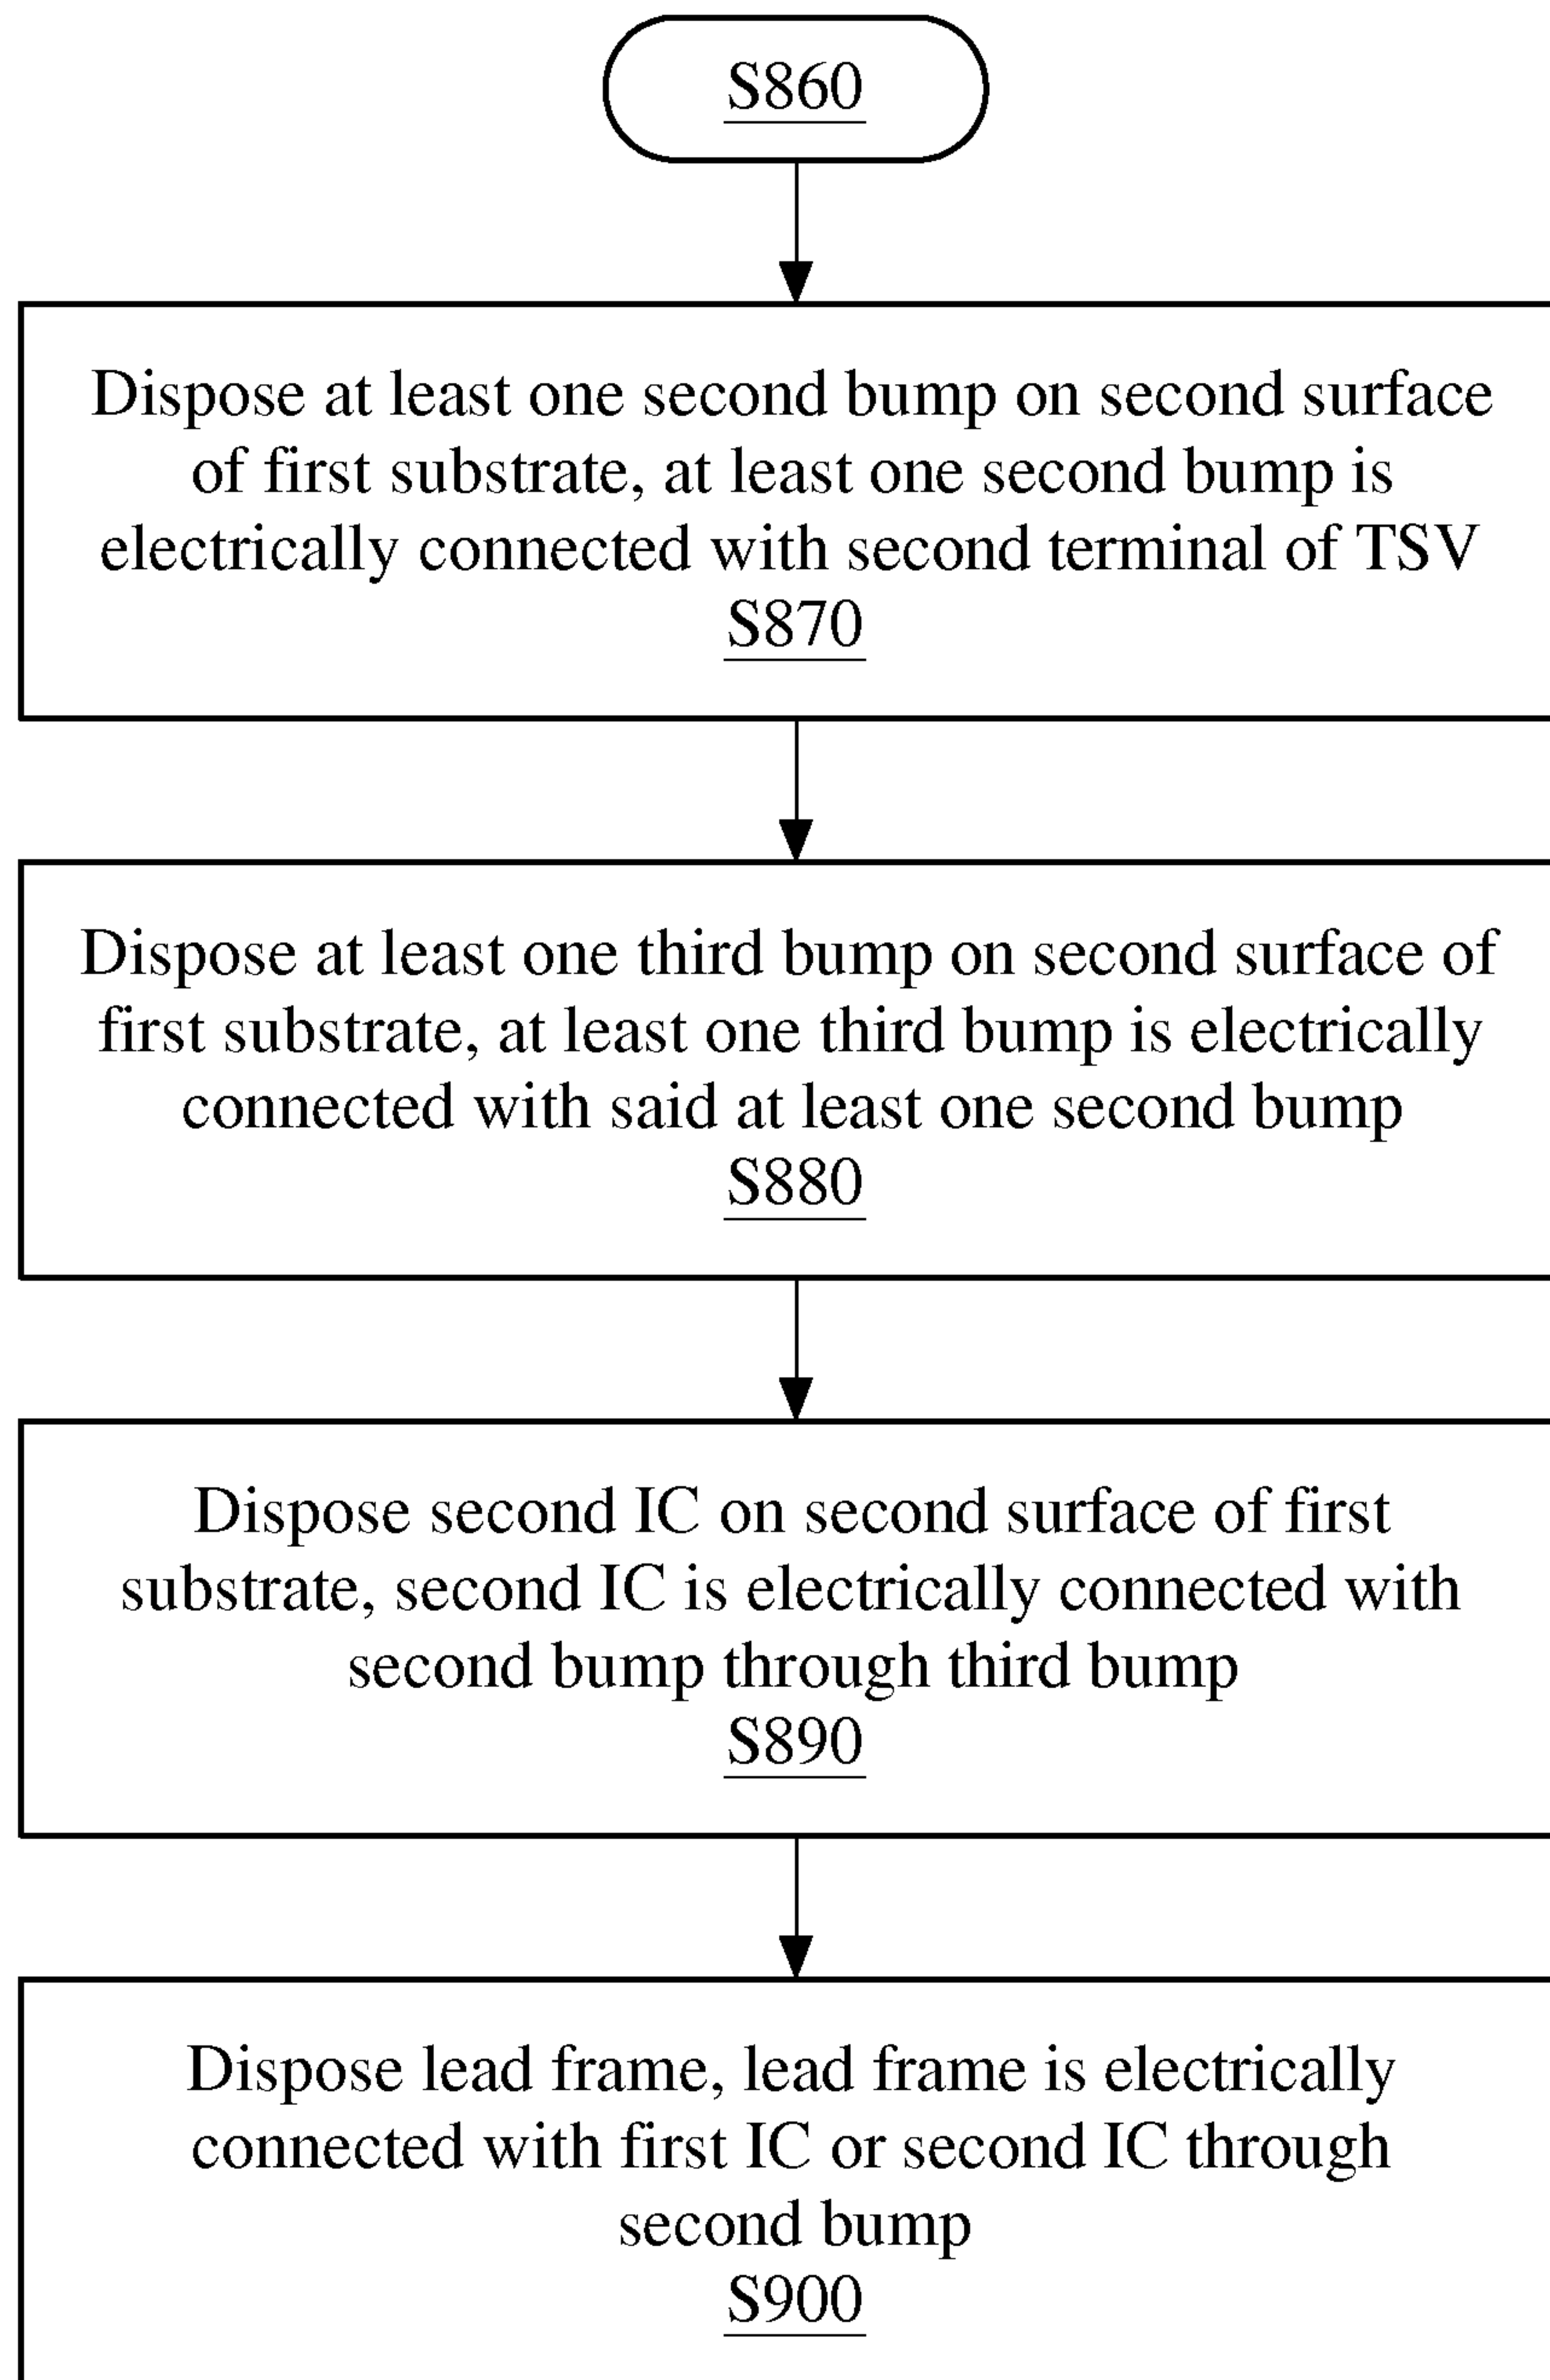 S860
Dispose at least one second bump on second surface
of first substrate, at least one second bump is
electrically connected with second terminal of TSV
S870
Dispose at least one third bump on second surface of
first substrate, at least one third bump is electrically
connected with said at least one second bump
S880
Dispose second IC on second surface of first
substrate, second IC is electrically connected with
second bump through third bump
S890
Dispose lead frame, lead frame is electrically
connected with first IC or second IC through
second bump
S900